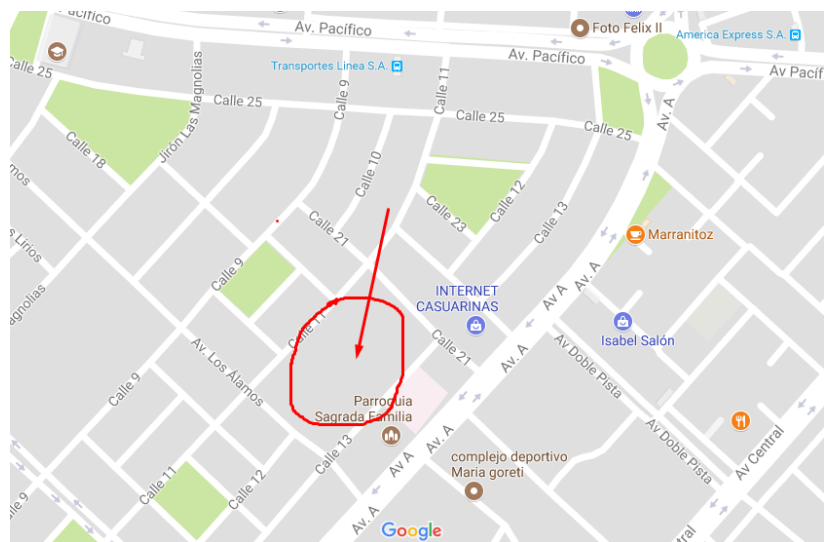 Pacífico
Av. Pacífico
Foto Felix II
America Express S.A.
Av. Pacífico
Av Pacíf
Transportes Linea S.A.
Calle 25
Calle 25
Calle 9
Calle 11
Calle 25
Calle 25
Av. A
Jirón Las Magnolias
Calle 18
Calle 10
Calle 12
Calle 23
Calle 13
Calle 21
Marranitoz
Lirios
Calle 9
Av. A
INTERNET
CASUARINAS
Av A
Isabel Salón
Calle 11
Calle 21
Av. A
Av Doble Pista
Av. Los Álamos
Calle 9
Parroquia
Sagrada Familia
Av. A
Av Doble Pista
Av Central
Calle 13
Av A
complejo deportivo
Maria goreti
Calle 11
Calle 12
Av. A
Google